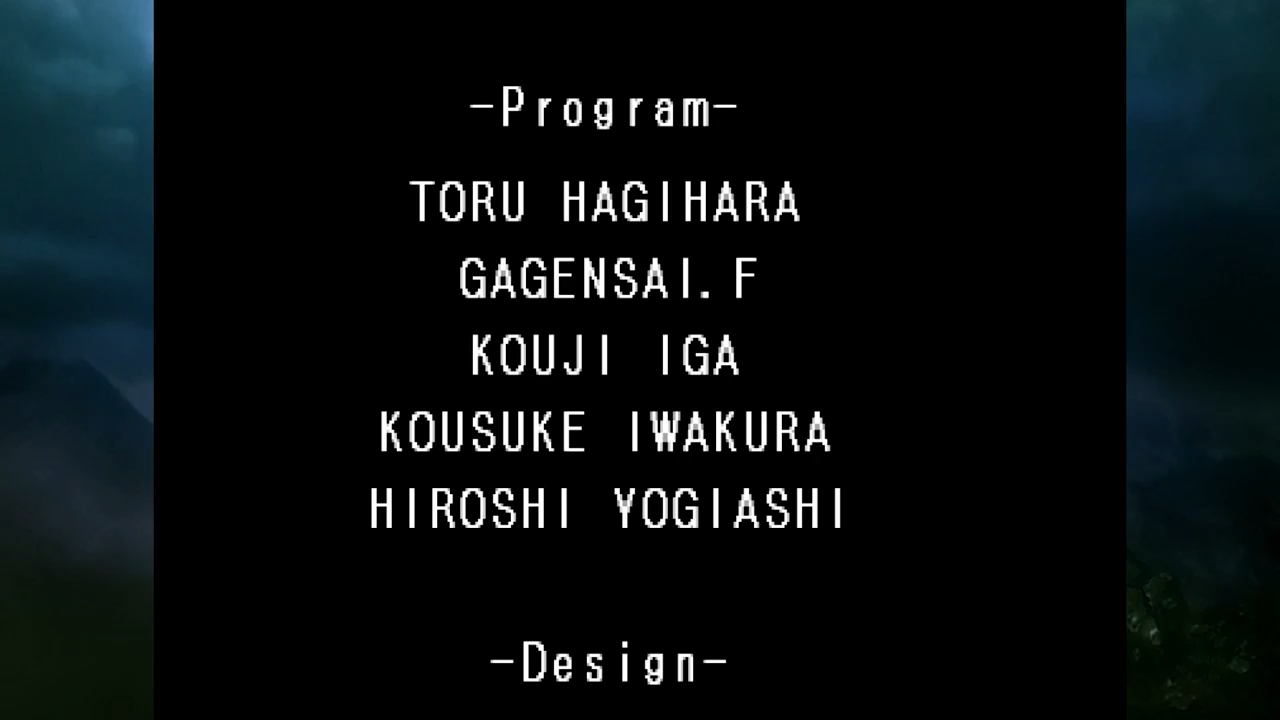 -Program-
TORU HAGIHARA
GAGENSAI.F
KOUJI IGA
KOUSUKE IWAKURA
HIROSHI YOGIASHI
-Design-